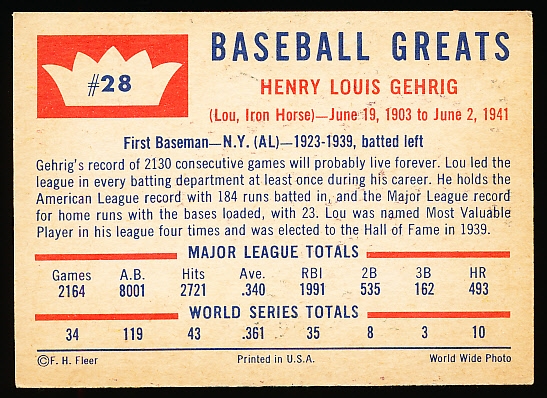 #28
BASEBALL GREATS
HENRY LOUIS GEHRIG
(Lou, Iron Horse)—June 19, 1903 to June 2, 1941
First Baseman—N.Y. (AL)—1923-1939, batted left
Gehrig's record of 2130 consecutive games will probably live forever. Lou led the
league in every batting department at least once during his career. He holds the
American League record with 184 runs batted in, and the Major League record
for home runs with the bases loaded, with 23. Lou was named Most Valuable
Player in his league four times and was elected to the Hall of Fame in 1939.
MAJOR LEAGUE TOTALS
Games A.B. Hits Ave. RBI 2B 3B HR
2164 8001 2721 .340 1991 535 162 493
WORLD SERIES TOTALS
34 119 43 .361 35 8 3 10
©F. H. Fleer Printed in U.S.A. World Wide Photo